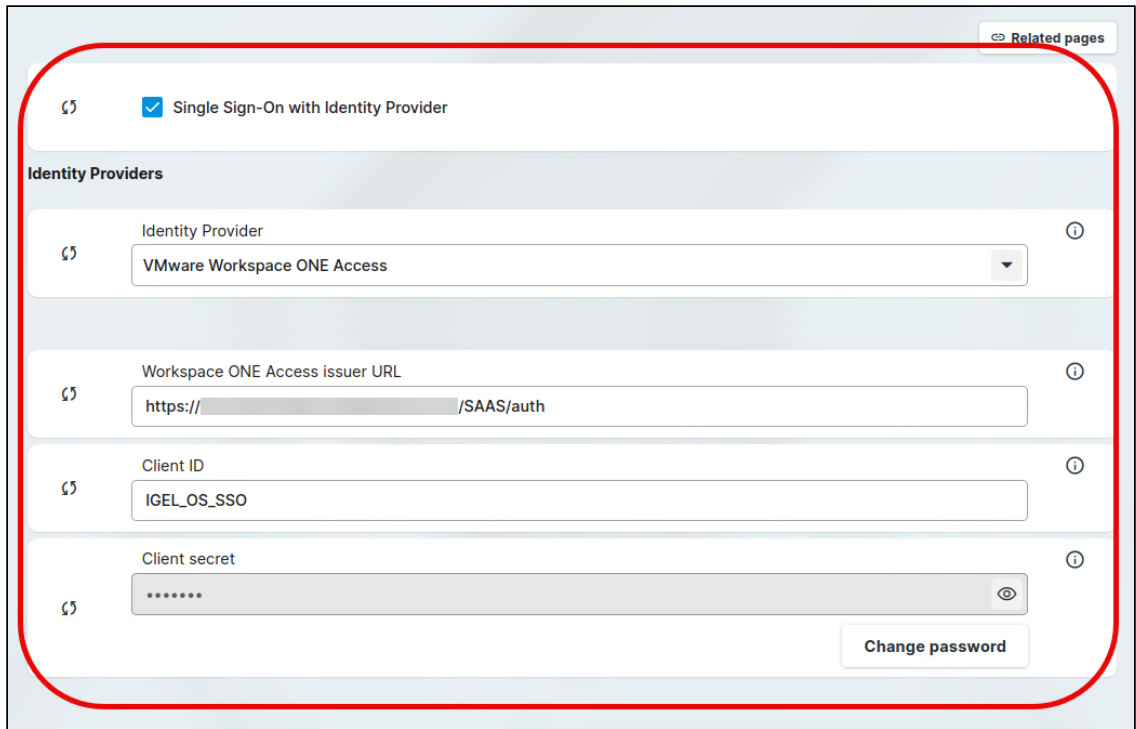 Related pages
Single Sign-On with Identity Provider
Identity Providers
Identity Provider
VMware Workspace ONE Access
Workspace ONE Access issuer URL
https:// /SAAS/auth
Client ID
IGEL_OS_SSO
Client secret
•••••••
Change password